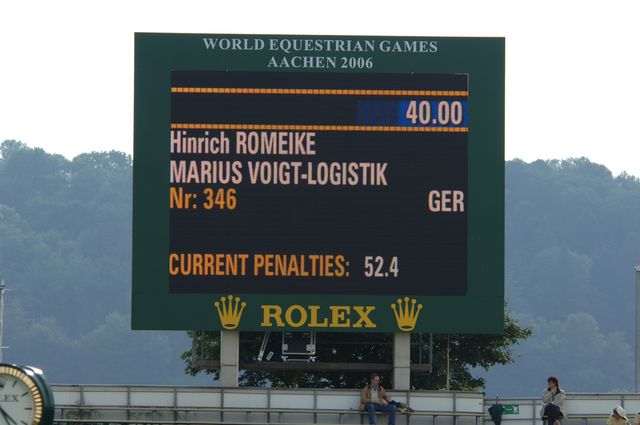 WORLD EQUESTRIAN GAMES
AACHEN 2006
40.00
Hinrich ROMEIKE
MARIUS VOIGT-LOGISTIK
Nr: 346 GER
CURRENT PENALTIES: 52.4
ROLEX
ROLEX